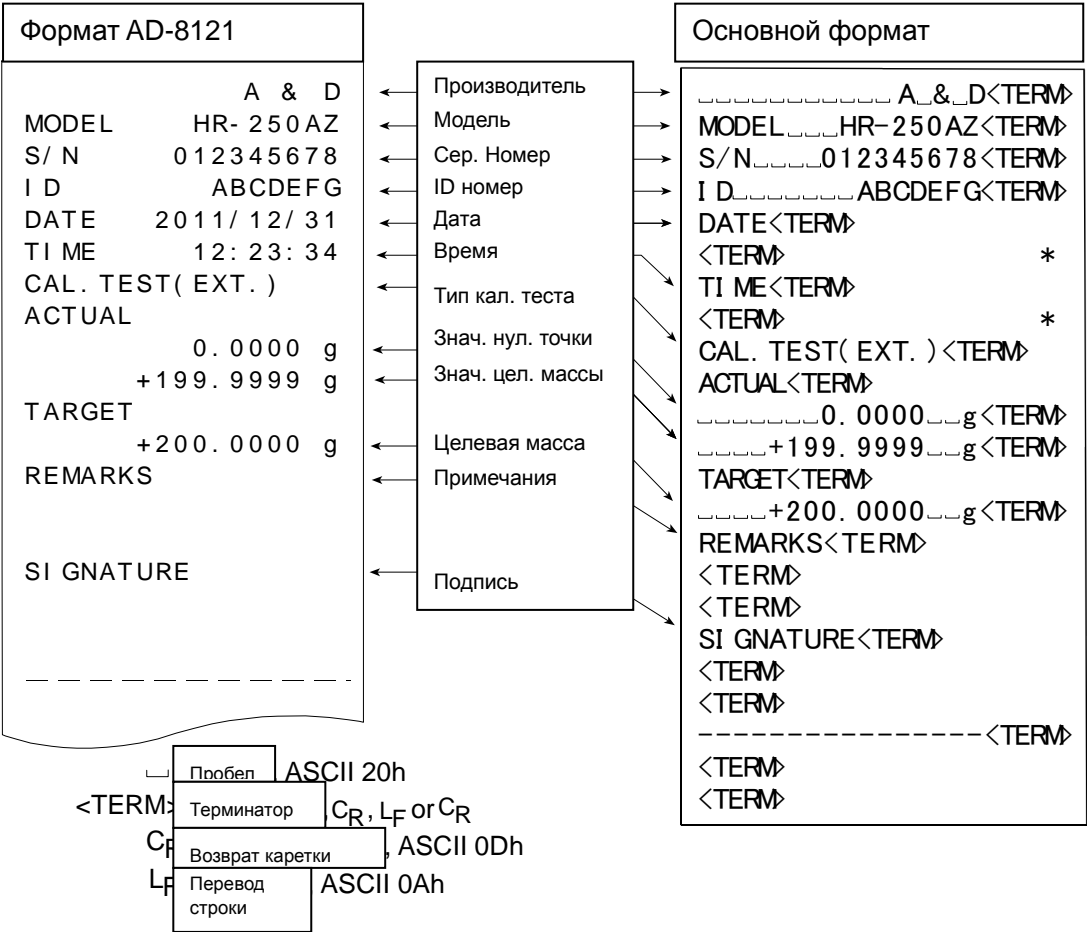 Формат AD-8121
A & D
MODEL HR-250AZ
S/N 012345678
ID ABCDEFG
DATE 2011/12/31
TIME 12:23:34
CAL.TEST(EXT.)
ACTUAL
0.0000 g
+199.9999 g
TARGET
+200.0000 g
REMARKS
SIGNATURE
_ _ _ _ _ _ _ _ _ _ _ _ _
Производитель
Модель
Сер. Номер
ID номер
Дата
Время
Тип кал. теста
Знач. нул. точки
Знач. цел. массы
Целевая масса
Примечания
Подпись
Основной формат
␣␣␣␣␣␣␣␣␣␣␣␣A␣&␣D<TERM>
MODEL␣␣␣HR-250AZ<TERM>
S/N␣␣␣␣012345678<TERM>
ID␣␣␣␣␣␣␣ABCDEFG<TERM>
DATE<TERM>
<TERM> *
TIME<TERM>
<TERM> *
CAL.TEST(EXT.)<TERM>
ACTUAL<TERM>
␣␣␣␣␣␣␣0.0000␣␣g<TERM>
␣␣␣␣+199.9999␣␣g<TERM>
TARGET<TERM>
␣␣␣␣+200.0000␣␣g<TERM>
REMARKS<TERM>
<TERM>
<TERM>
SIGNATURE<TERM>
<TERM>
<TERM>
----------------<TERM>
<TERM>
<TERM>
␣ Пробел ASCII 20h
<TERM> Терминатор , CR, LF or CR
CR Возврат каретки , ASCII 0Dh
LF Перевод строки ASCII 0Ah